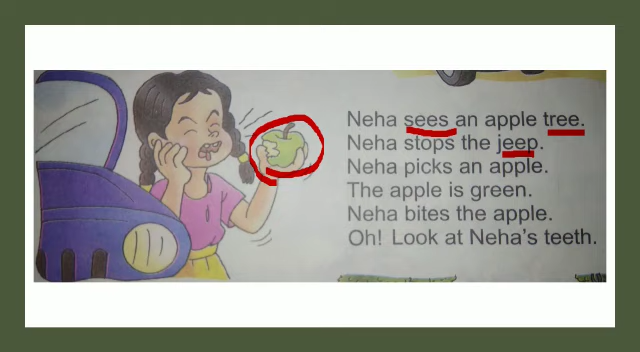 Neha sees an apple tree.
Neha stops the jeep.
Neha picks an apple.
The apple is green.
Neha bites the apple.
Oh! Look at Neha's teeth.